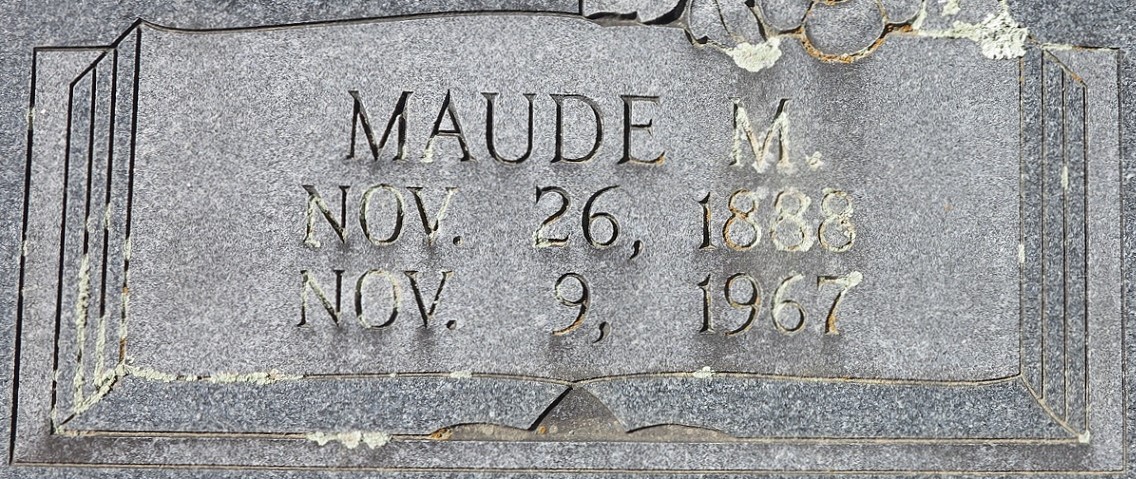 MAUDE M.
NOV. 26, 1888
NOV. 9, 1967